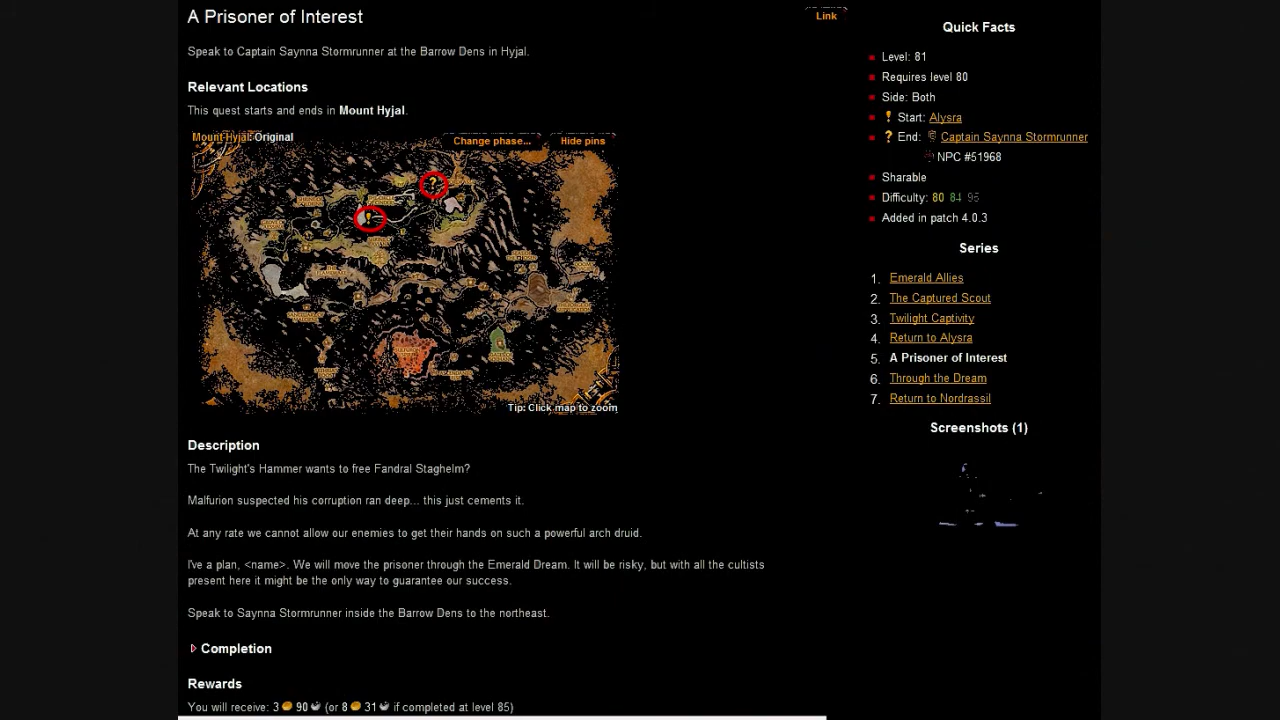 A Prisoner of Interest
Link
Speak to Captain Saynna Stormrunner at the Barrow Dens in Hyjal.
Relevant Locations
This quest starts and ends in Mount Hyjal.
Mount Hyjal: Original
Change phase...
Hide pins
Tip: Click map to zoom
Description
The Twilight's Hammer wants to free Fandral Staghelm?
Malfurion suspected his corruption ran deep... this just cements it.
At any rate we cannot allow our enemies to get their hands on such a powerful arch druid.
I've a plan, <name>. We will move the prisoner through the Emerald Dream. It will be risky, but with all the cultists
present here it might be the only way to guarantee our success.
Speak to Saynna Stormrunner inside the Barrow Dens to the northeast.
Completion
Rewards
You will receive: 3 90 (or 8 31 if completed at level 85)
Quick Facts
Level: 81
Requires level 80
Side: Both
Start: Alysra
End: Captain Saynna Stormrunner
NPC #51968
Sharable
Difficulty: 80 84 95
Added in patch 4.0.3
Series
1. Emerald Allies
2. The Captured Scout
3. Twilight Captivity
4. Return to Alysra
5. A Prisoner of Interest
6. Through the Dream
7. Return to Nordrassil
Screenshots (1)